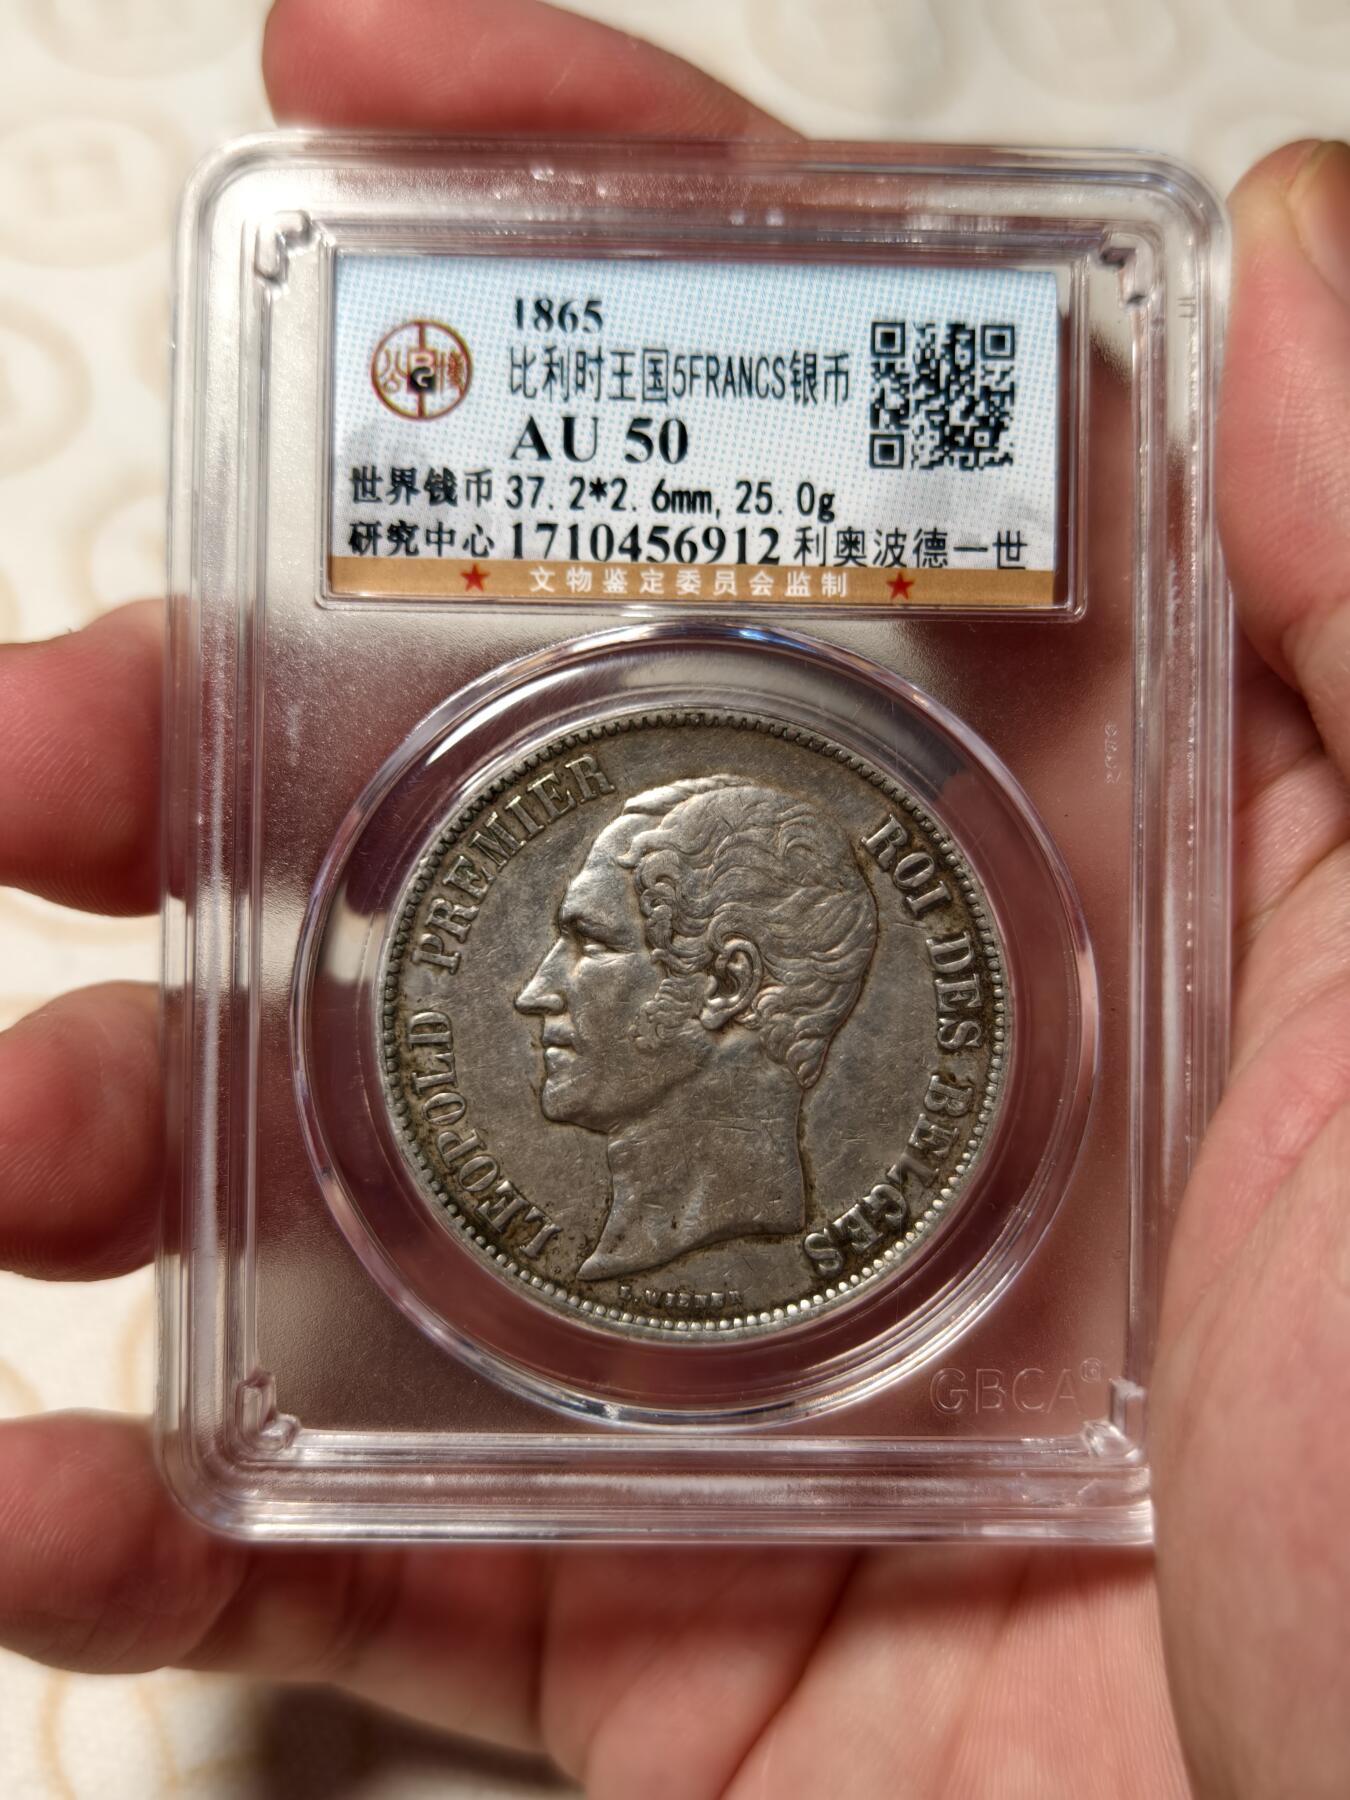 1865
比利时王国5FRANCS银币
AU 50
世界钱币 37.2*2.6mm, 25.0g
研究中心 1710456912 利奥波德一世
★ 文物鉴定委员会监制 ★
LEOPOLD PREMIER
ROI DES BELGES
L. WIENER
GBCA®